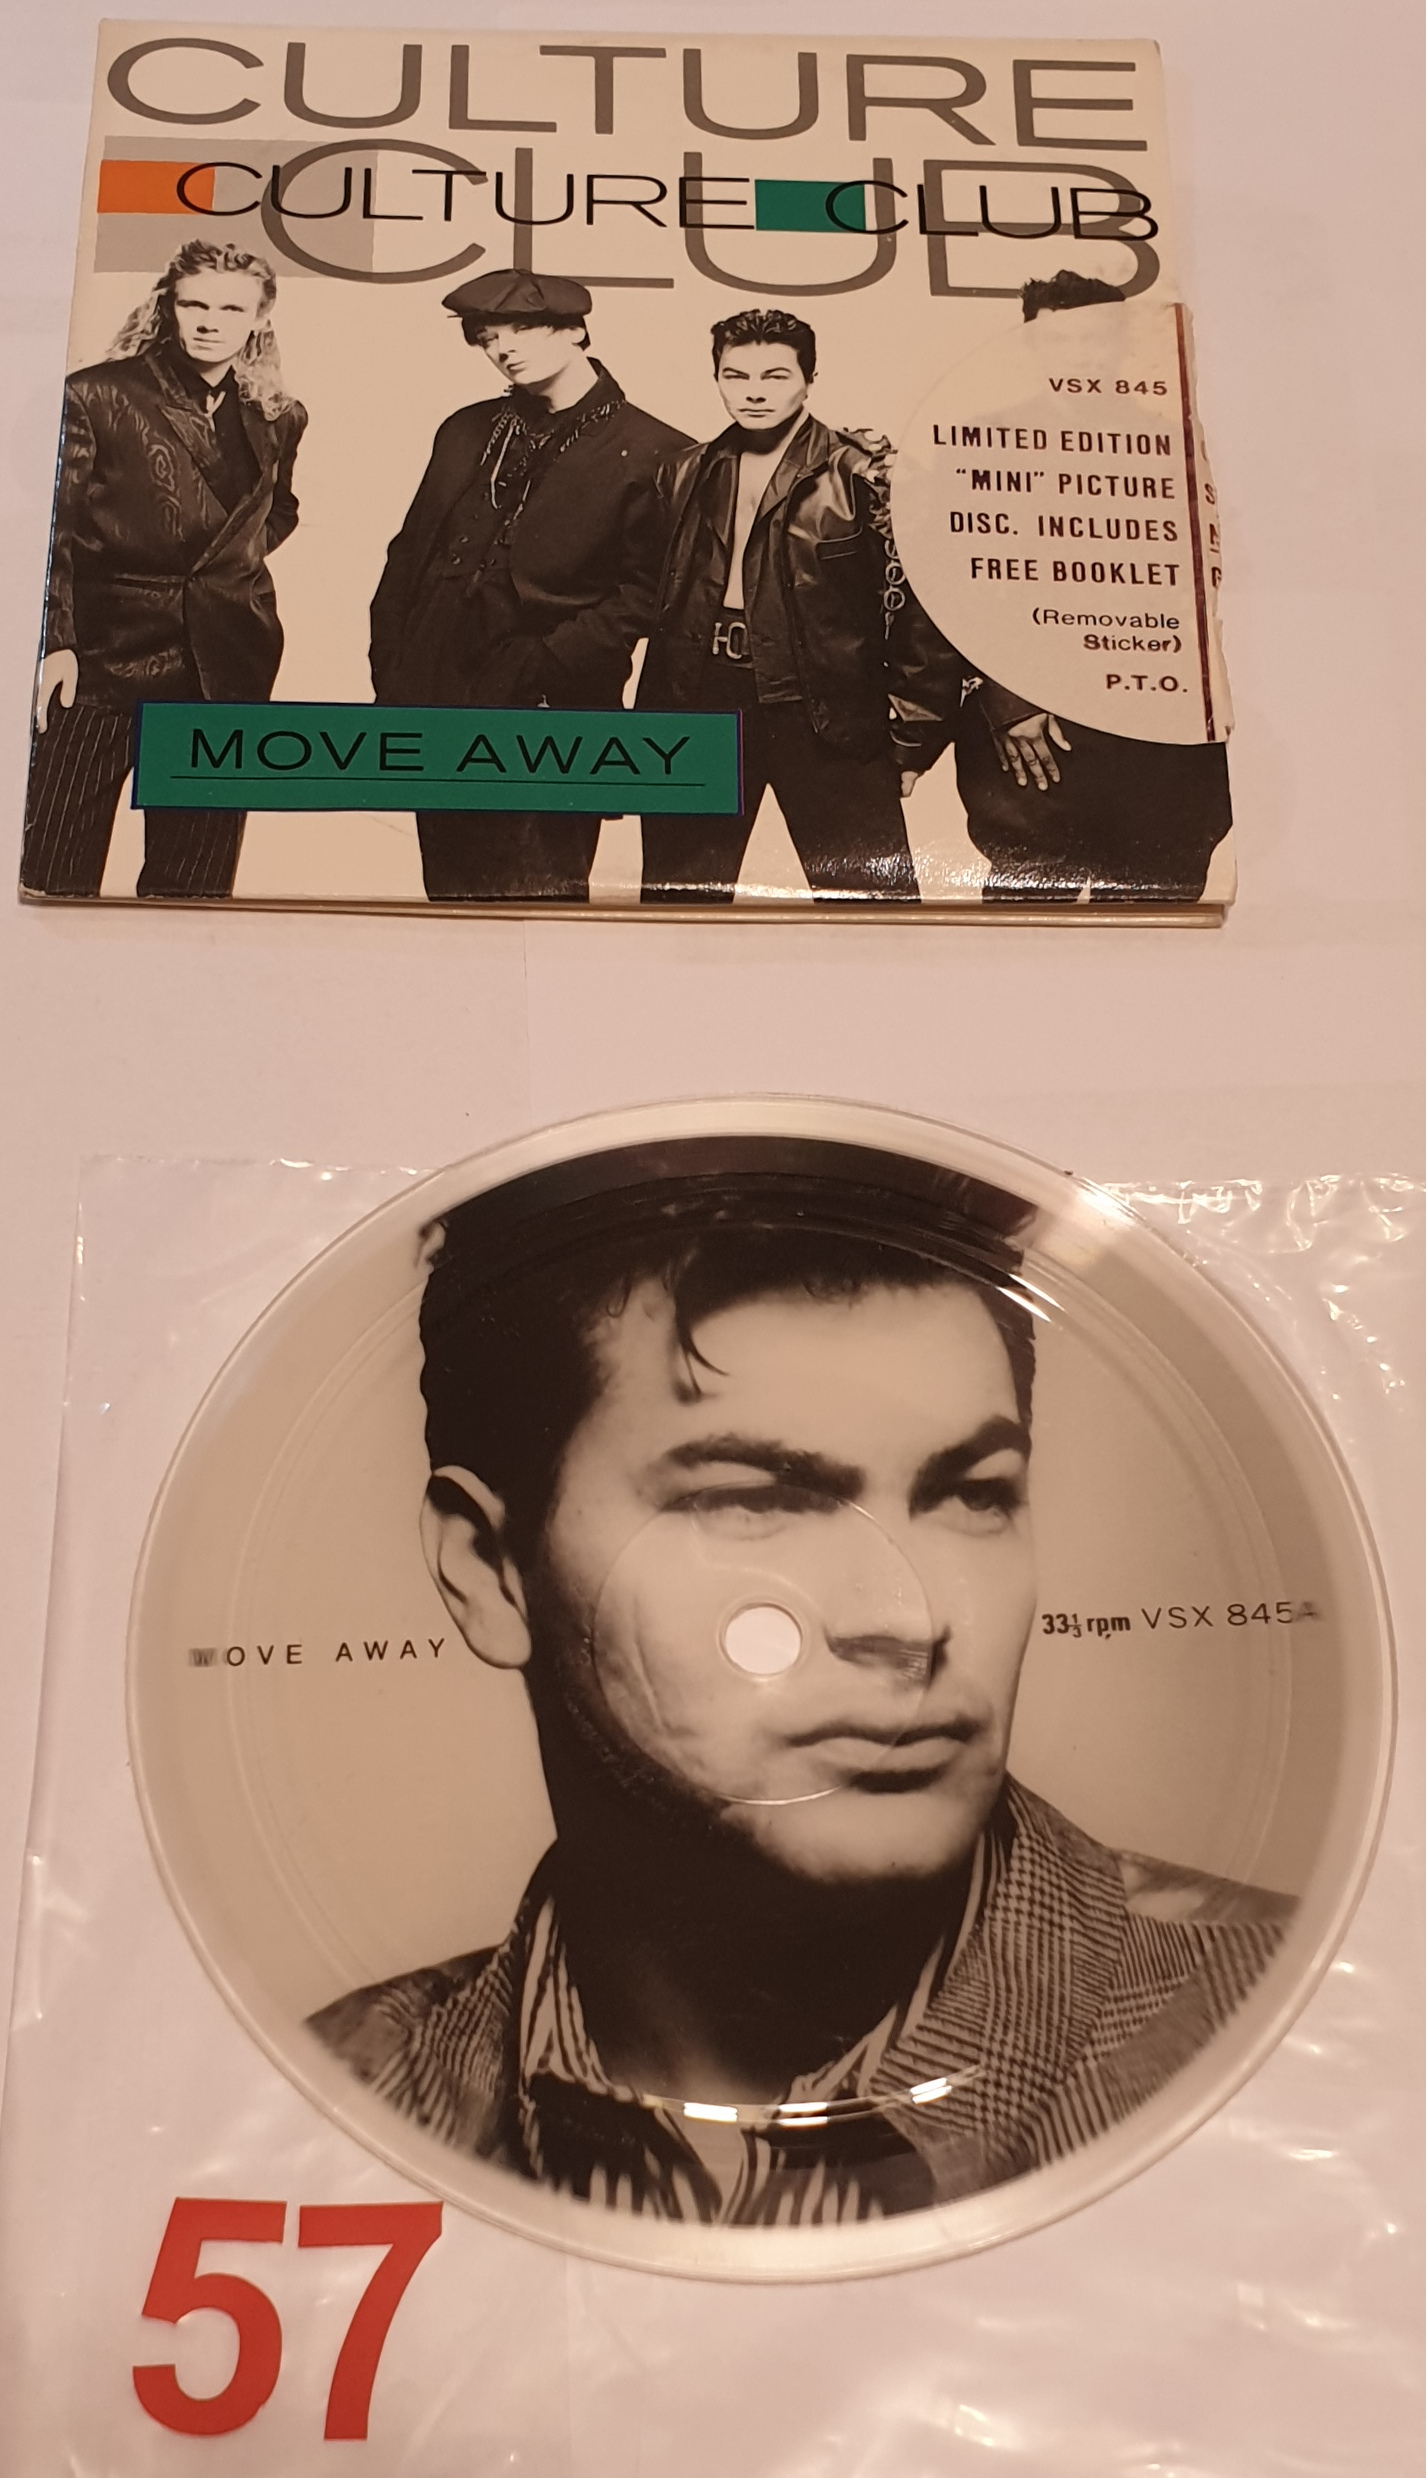 CULTURE
CLUB
CULTURE CLUB
VSX 845
LIMITED EDITION
“MINI” PICTURE
DISC. INCLUDES
FREE BOOKLET
(Removable
Sticker)
P.T.O.
MOVE AWAY
MOVE AWAY
33⅓ rpm VSX 845A
57